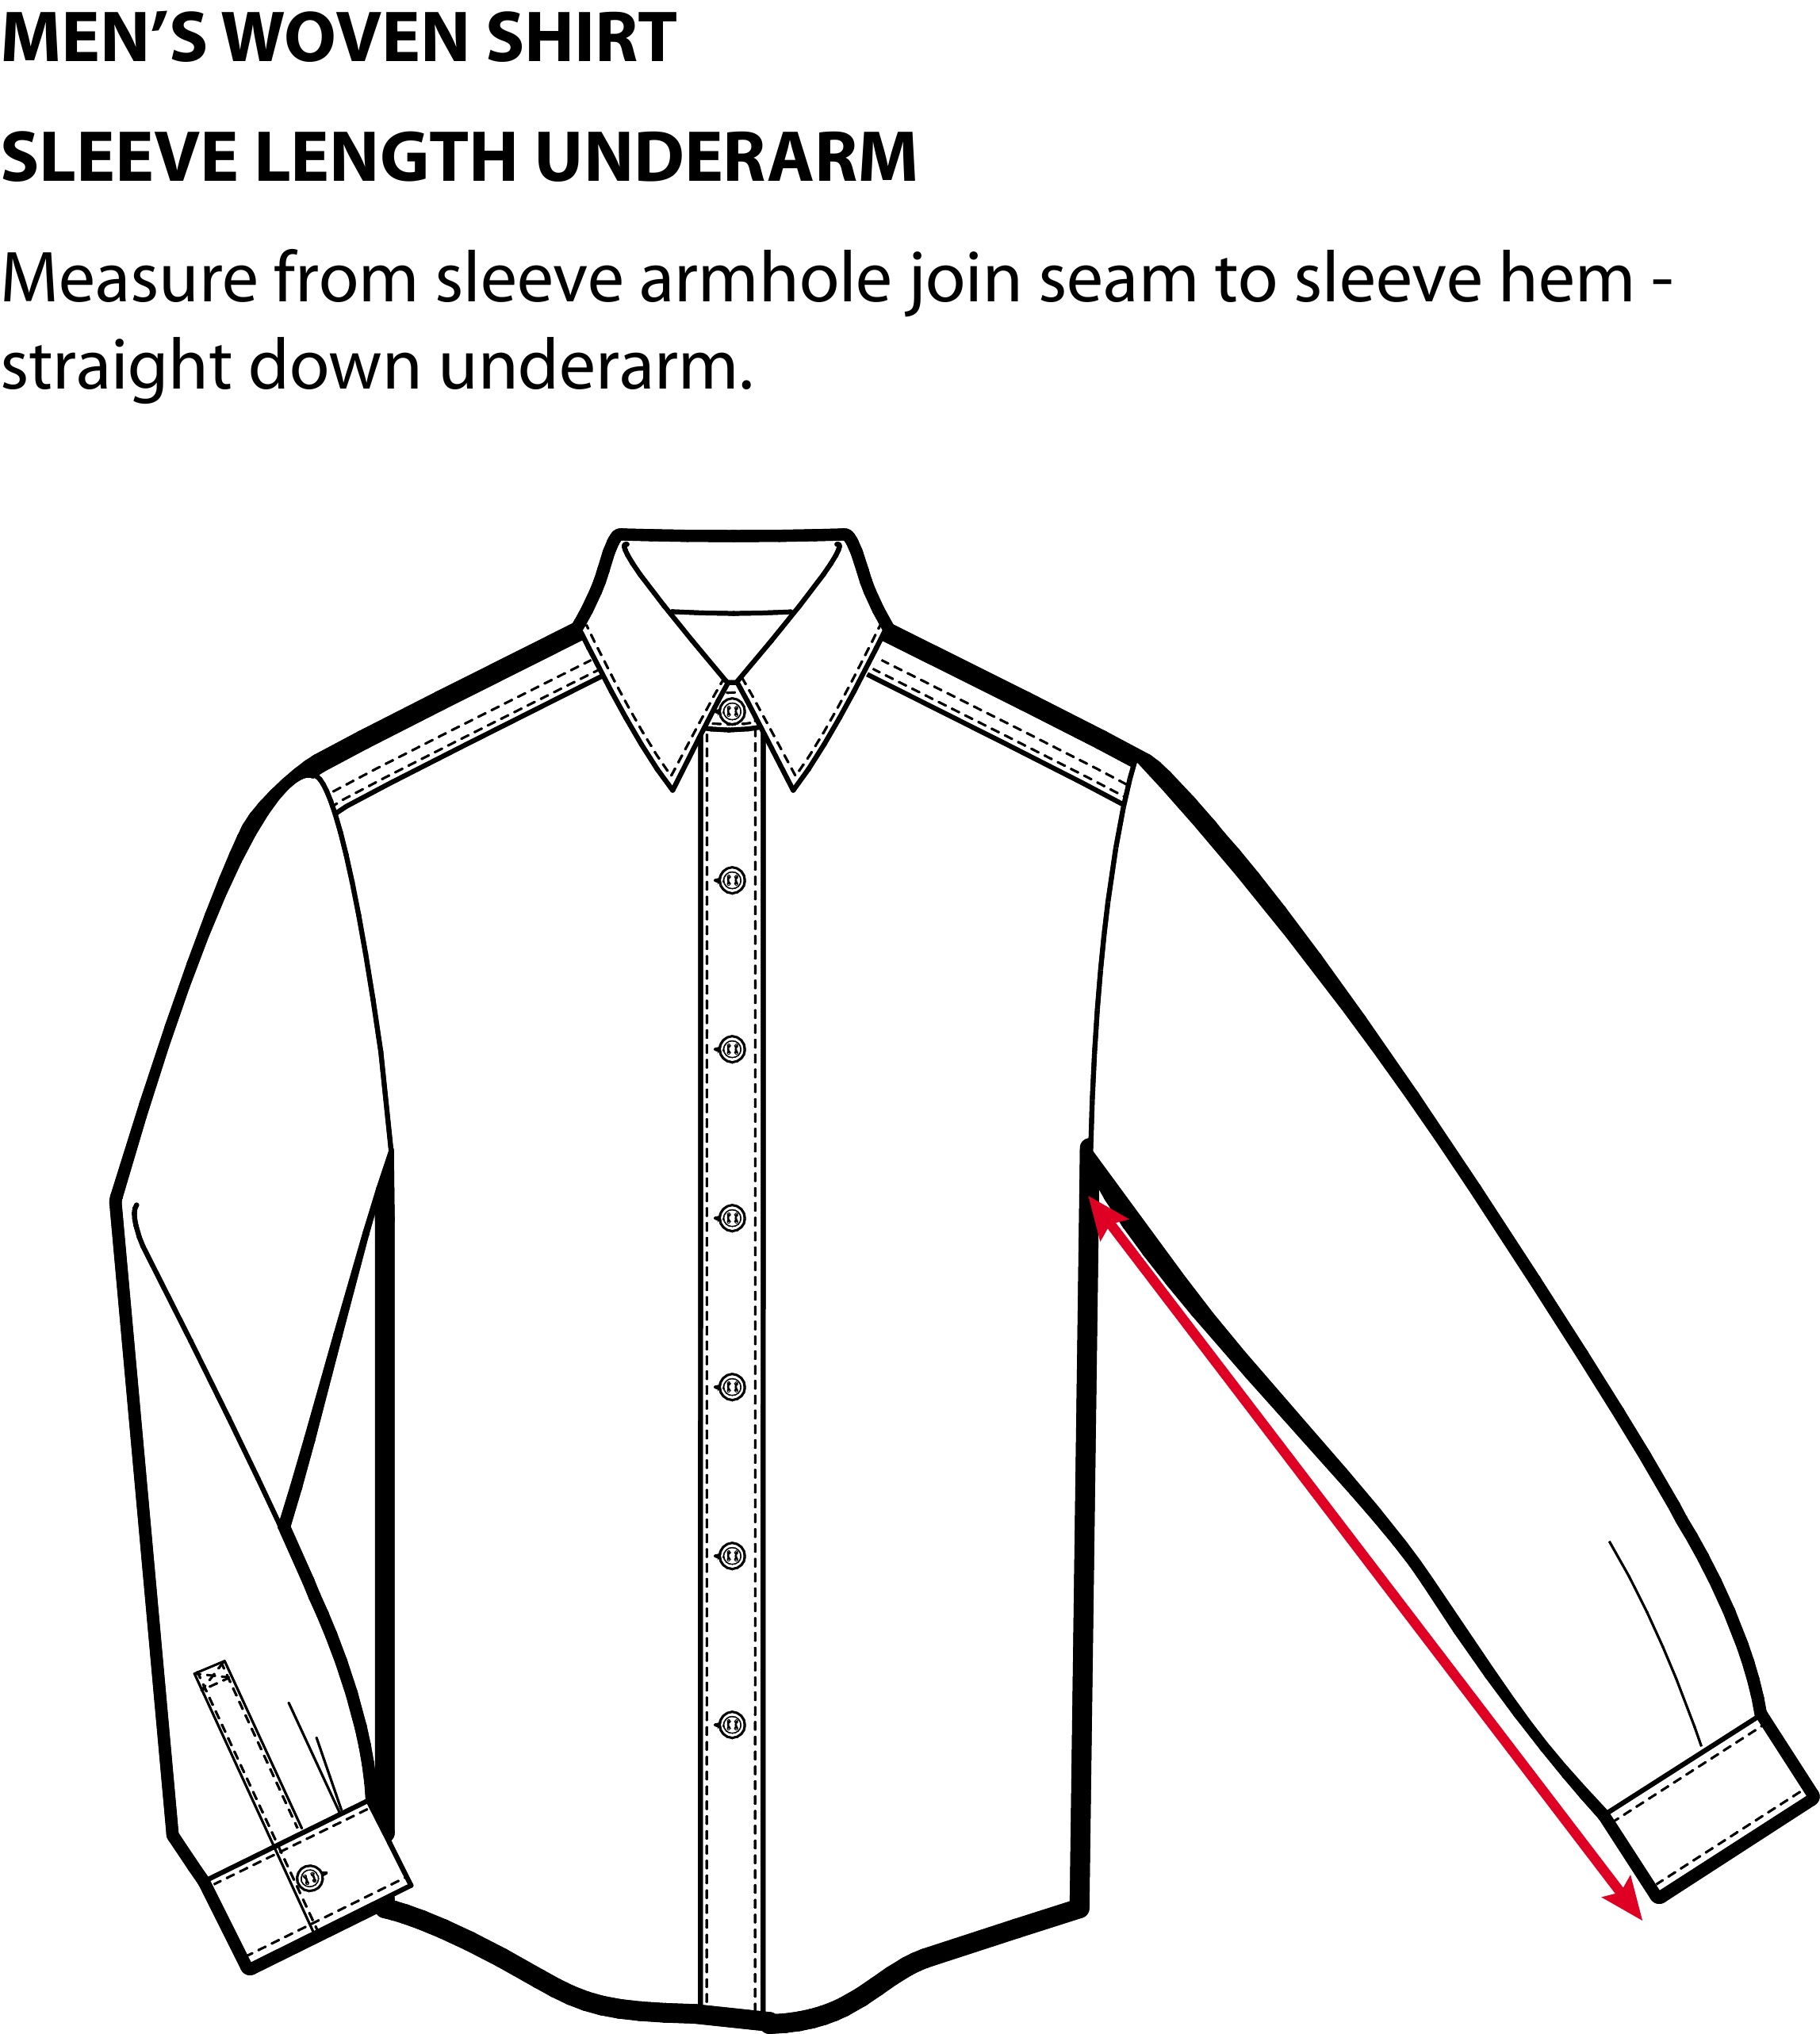 MEN’S WOVEN SHIRT
SLEEVE LENGTH UNDERARM
Measure from sleeve armhole join seam to sleeve hem -
straight down underarm.